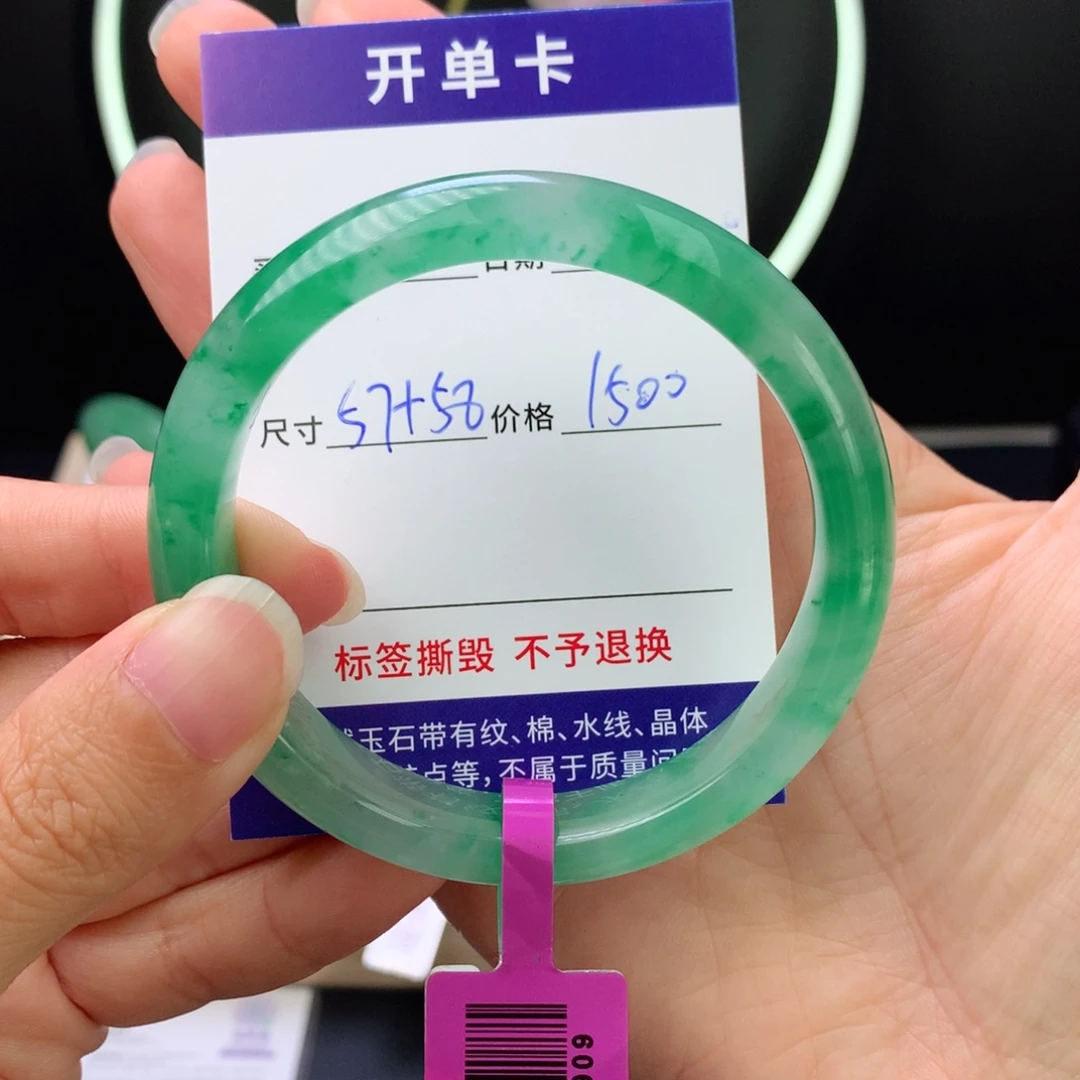 开单卡
日期
尺寸 57+58 价格 1500
标签撕毁 不予退换
玉石带有纹、棉、水线、晶体
点等，不属于质量问